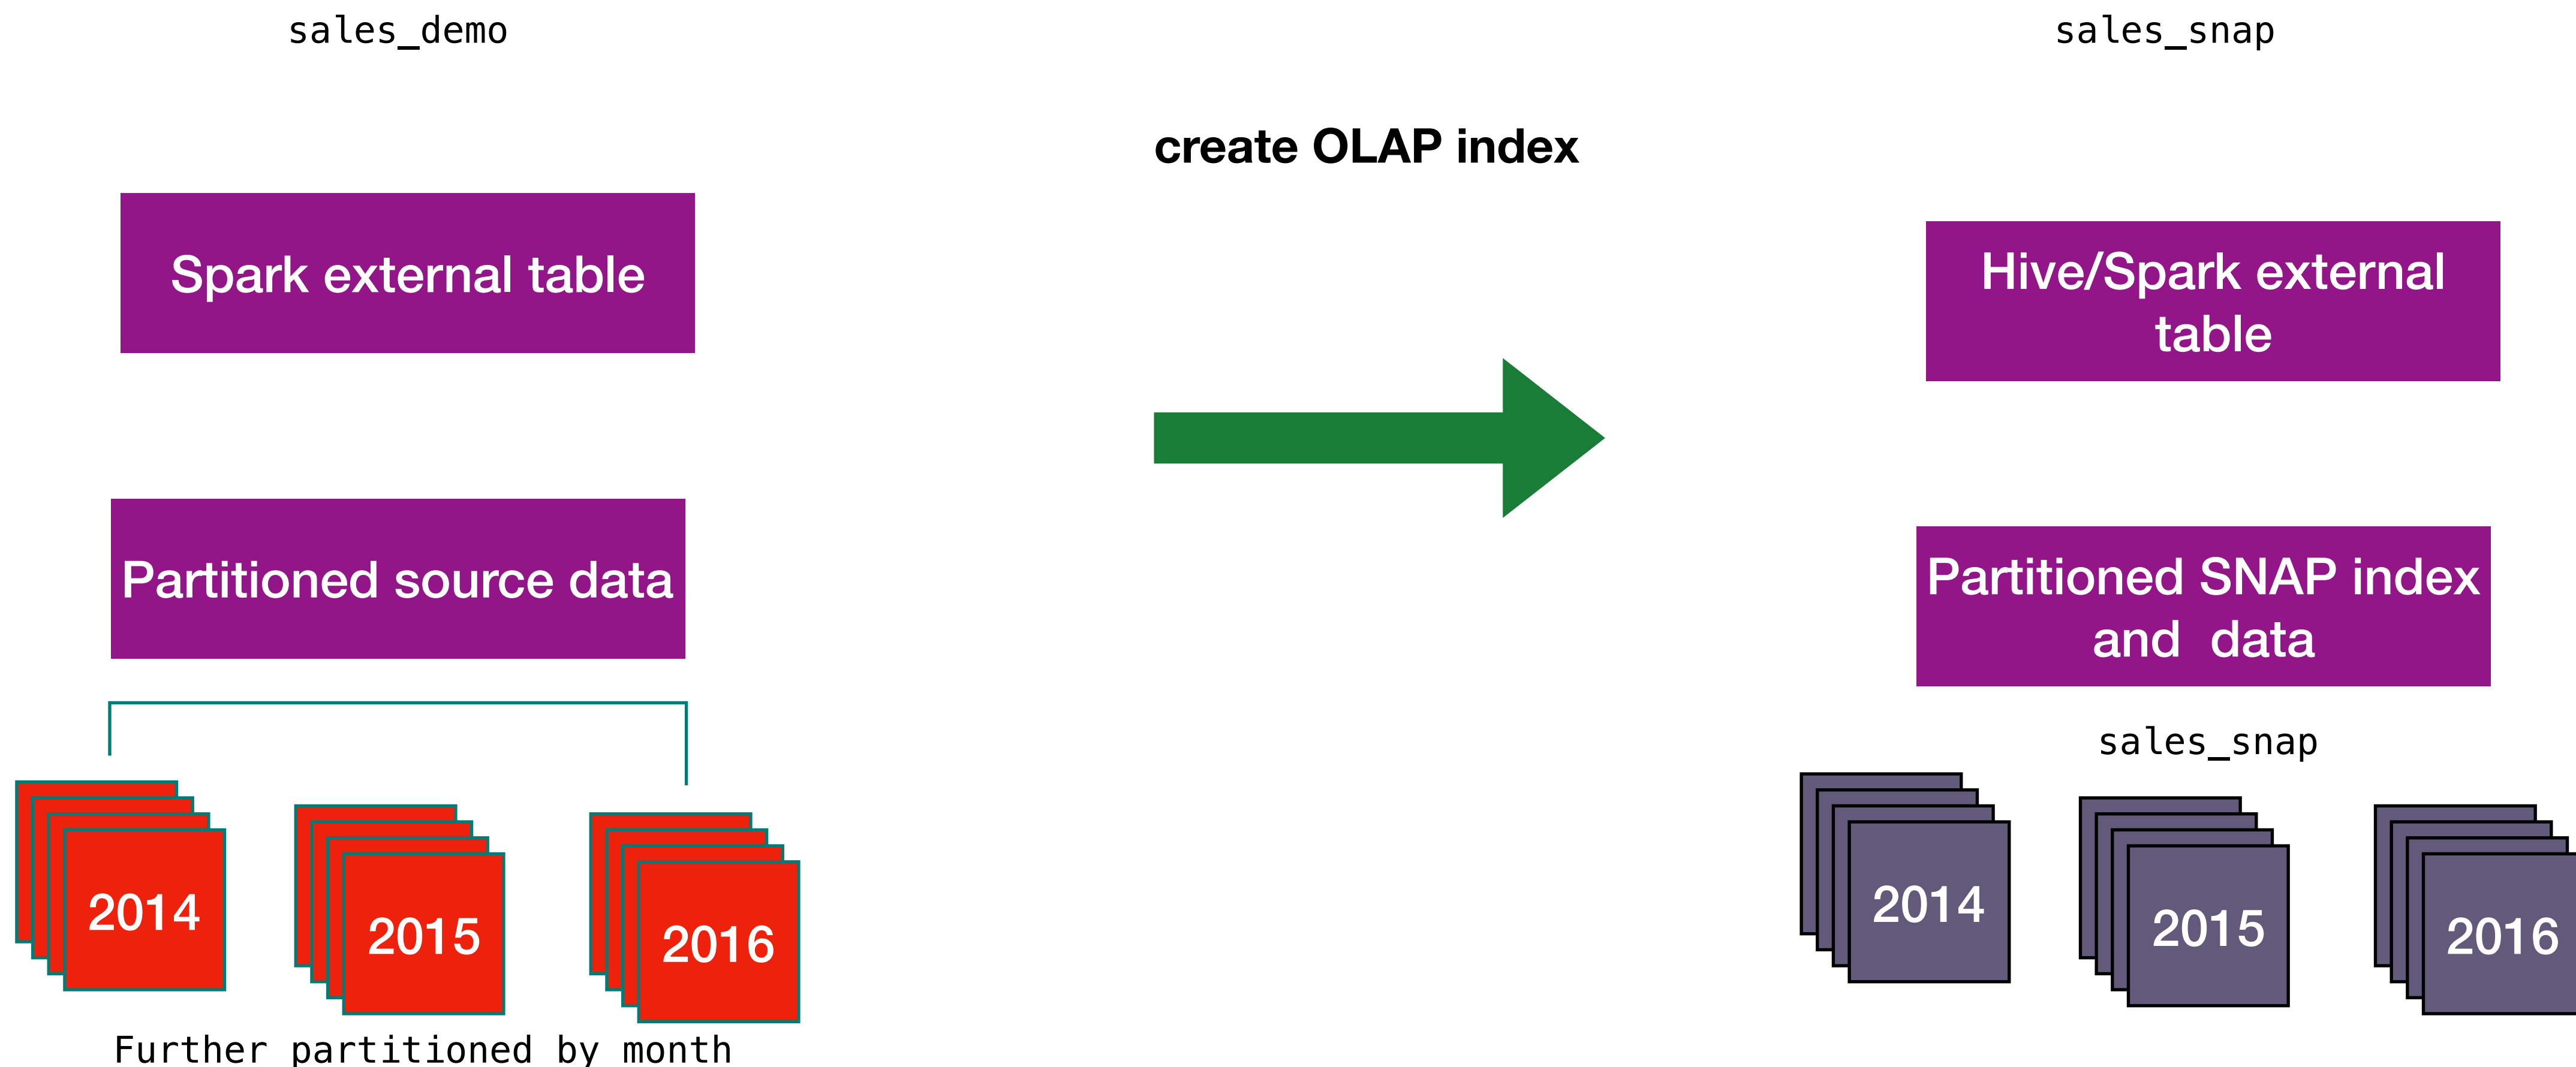 sales_demo
Spark external table
Partitioned source data
2014
2015
2016
Further partitioned by month
create OLAP index
sales_snap
Hive/Spark external
table
Partitioned SNAP index
and  data
sales_snap
2014
2015
2016